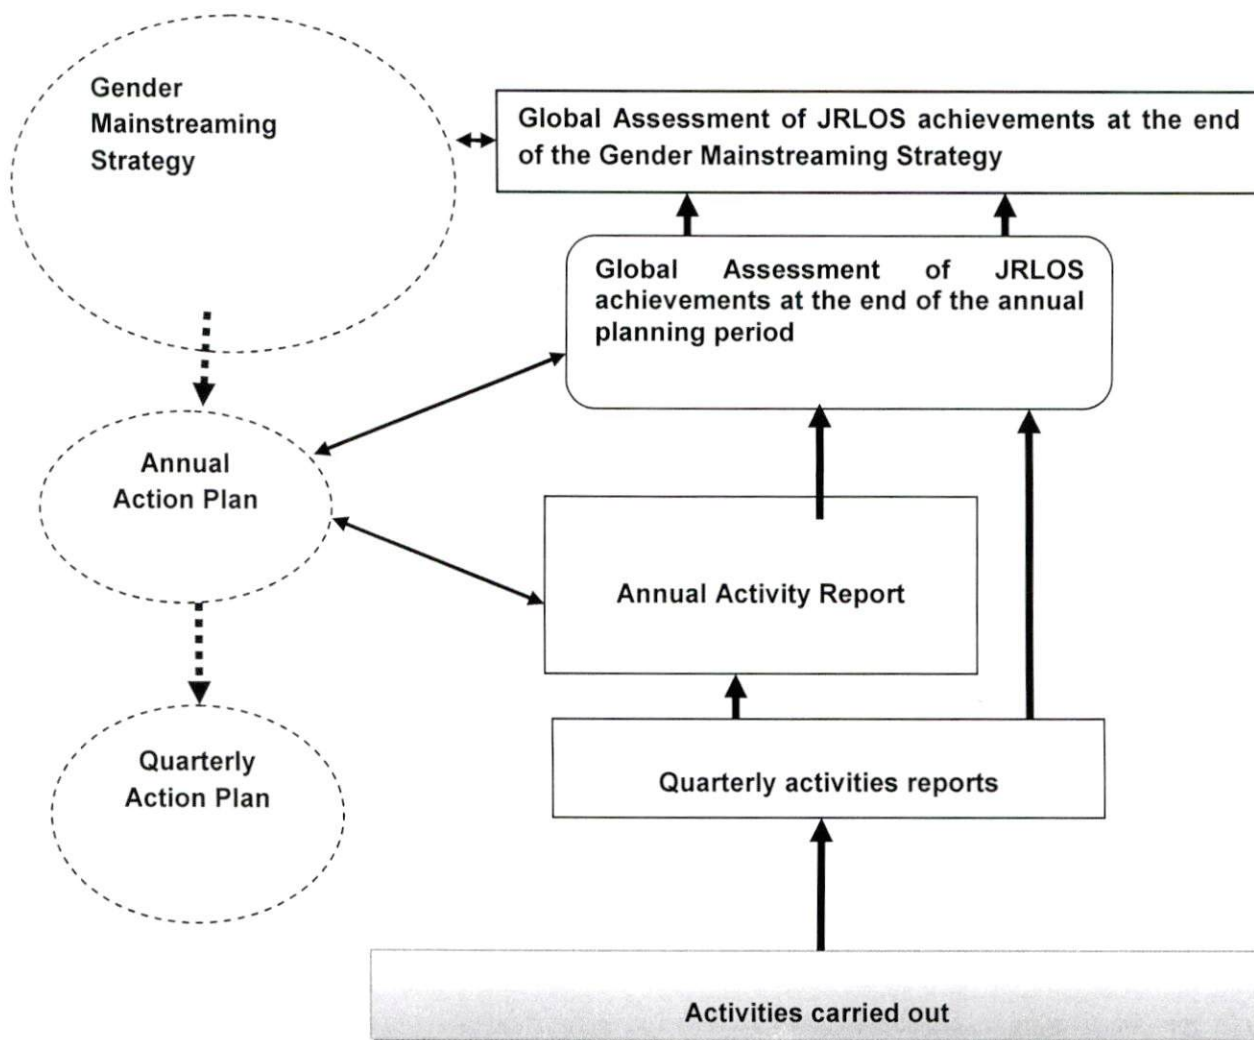 Gender
Mainstreaming
Strategy
Global Assessment of JRLOS achievements at the end
of the Gender Mainstreaming Strategy
Global Assessment of JRLOS
achievements at the end of the annual
planning period
Annual
Action Plan
Annual Activity Report
Quarterly
Action Plan
Quarterly activities reports
Activities carried out